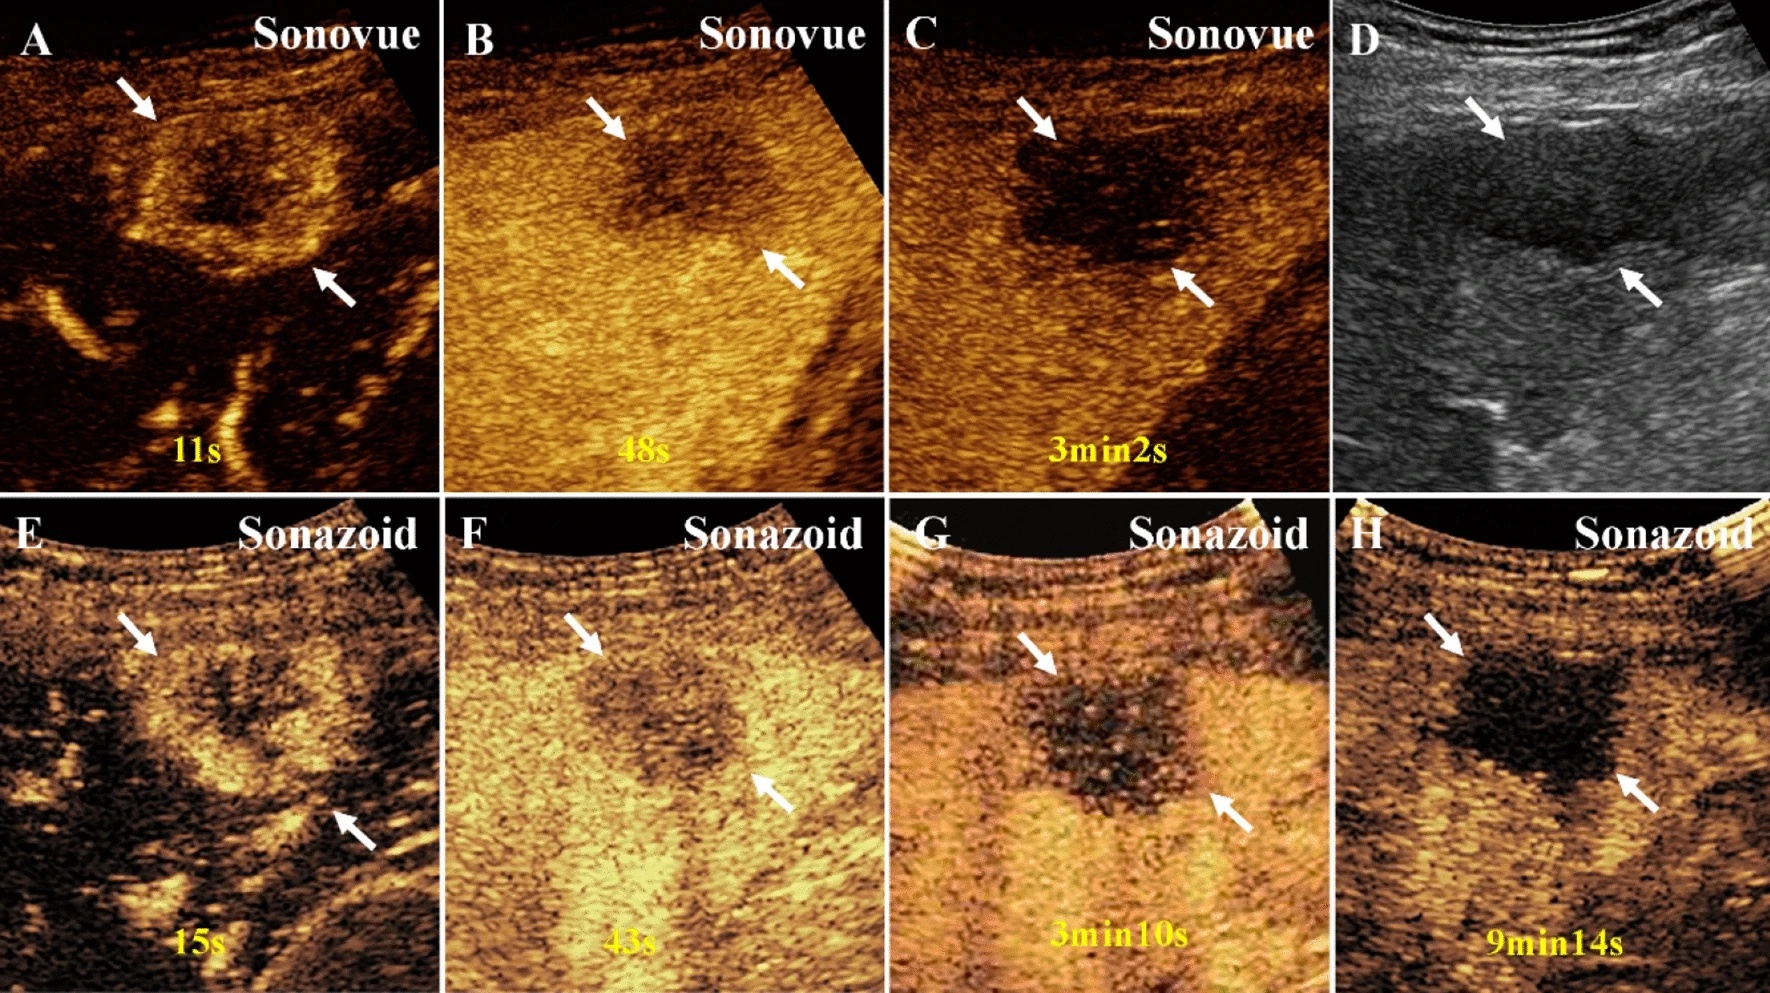 A Sonovue
11s
B Sonovue
48s
C Sonovue
3min2s
D
E Sonazoid
15s
F Sonazoid
43s
G Sonazoid
3min10s
H Sonazoid
9min14s